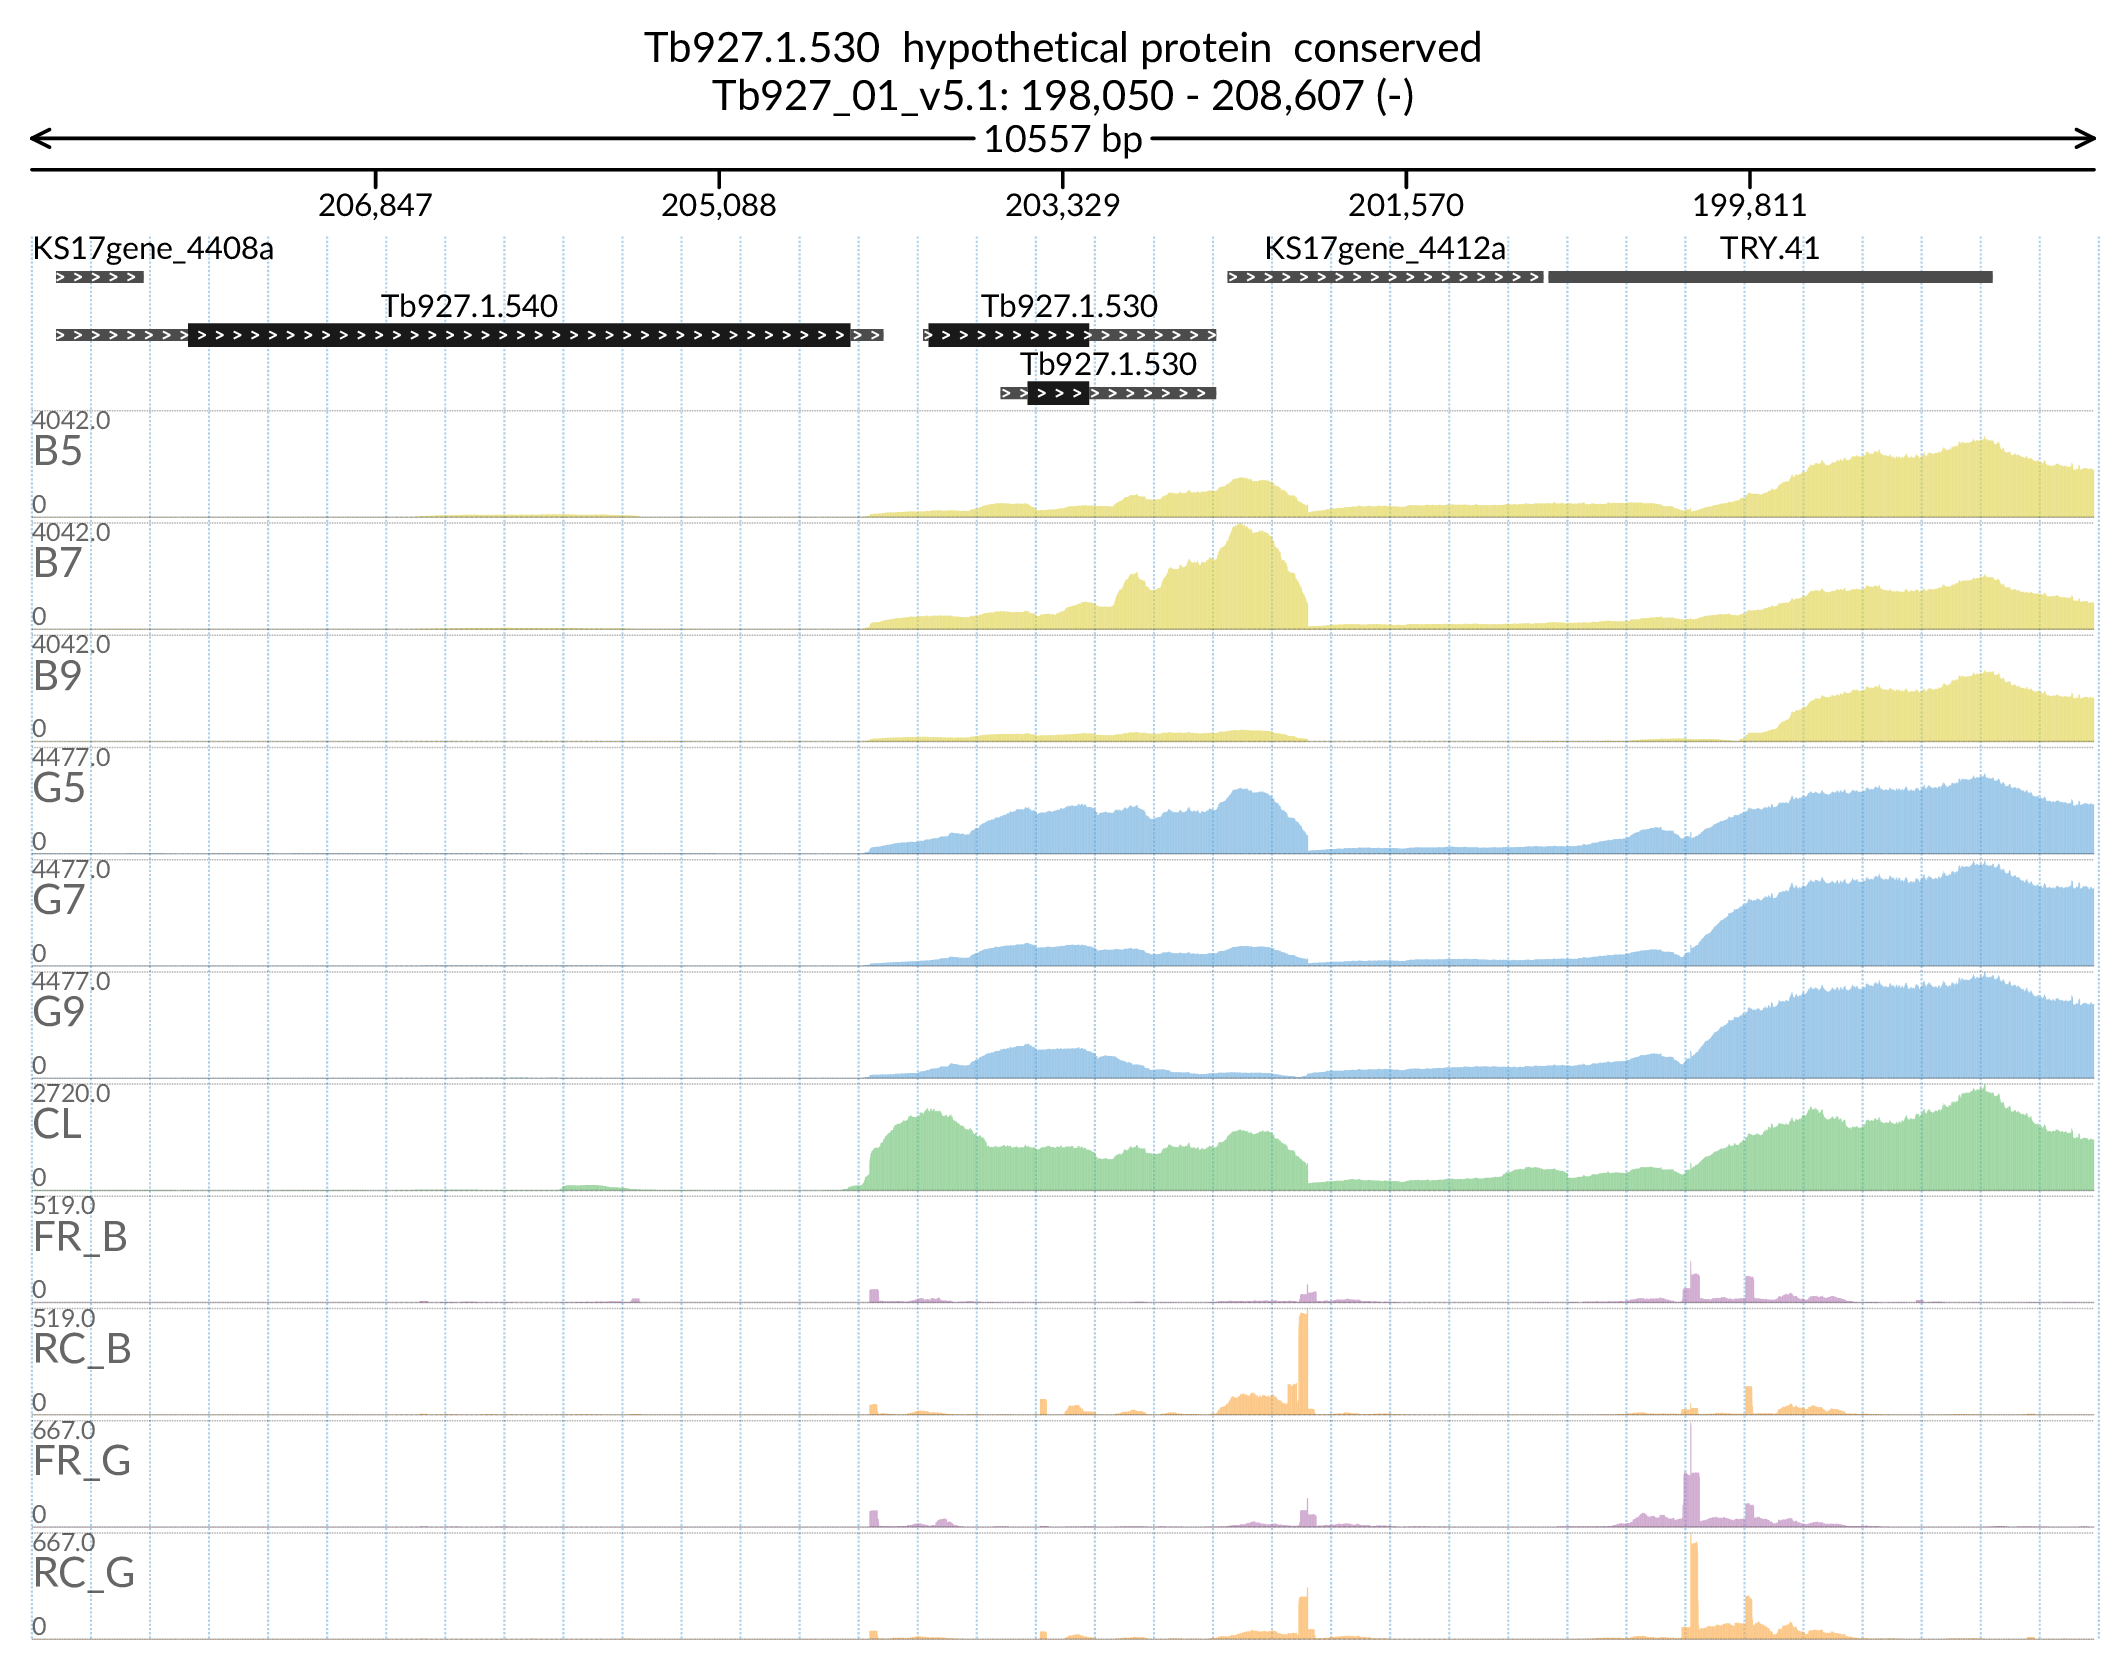 Tb927.1.530  hypothetical protein  conserved
Tb927_01_v5.1: 198,050 - 208,607 (-)
10557 bp
206,847 205,088 203,329 201,570 199,811
KS17gene_4408a KS17gene_4412a TRY.41
Tb927.1.540 Tb927.1.530
Tb927.1.530
4042.0
B5
0
4042.0
B7
0
4042.0
B9
0
4477.0
G5
0
4477.0
G7
0
4477.0
G9
0
2720.0
CL
0
519.0
FR_B
0
519.0
RC_B
0
667.0
FR_G
0
667.0
RC_G
0